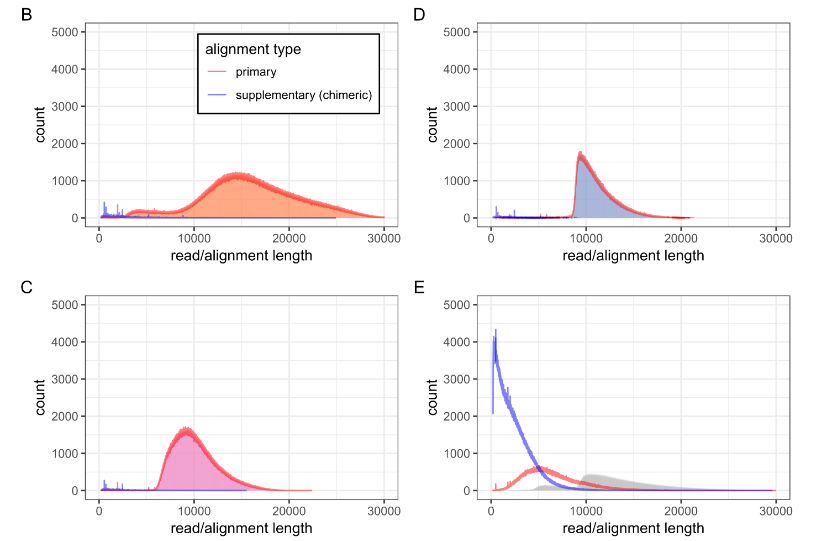 B
5000
4000
3000
2000
1000
0
count
0 10000 20000 30000
read/alignment length
alignment type
primary
supplementary (chimeric)
D
5000
4000
3000
2000
1000
0
count
0 10000 20000 30000
read/alignment length
C
5000
4000
3000
2000
1000
0
count
0 10000 20000 30000
read/alignment length
E
5000
4000
3000
2000
1000
0
count
0 10000 20000 30000
read/alignment length